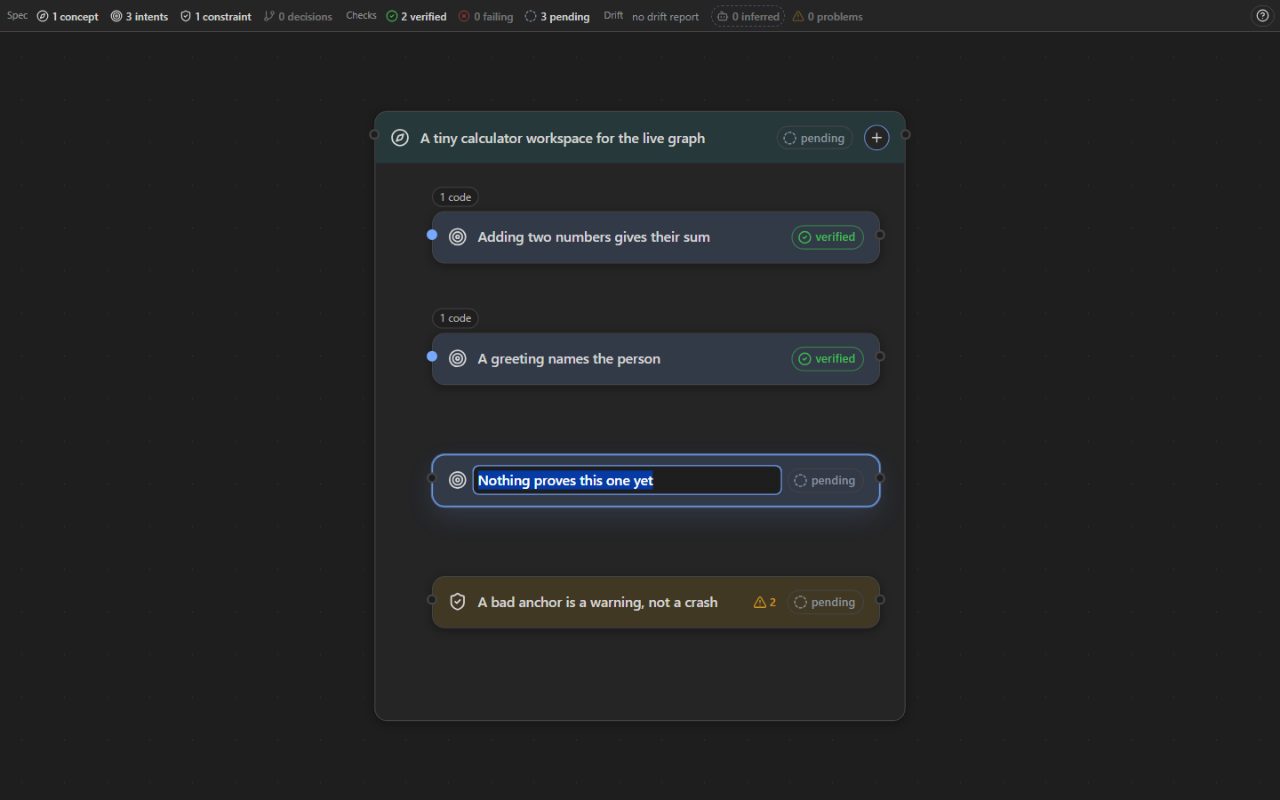 Spec 1 concept 3 intents 1 constraint 0 decisions Checks 2 verified 0 failing 3 pending Drift no drift report 0 inferred 0 problems
A tiny calculator workspace for the live graph pending
1 code
Adding two numbers gives their sum verified
1 code
A greeting names the person verified
Nothing proves this one yet pending
A bad anchor is a warning, not a crash 2 pending